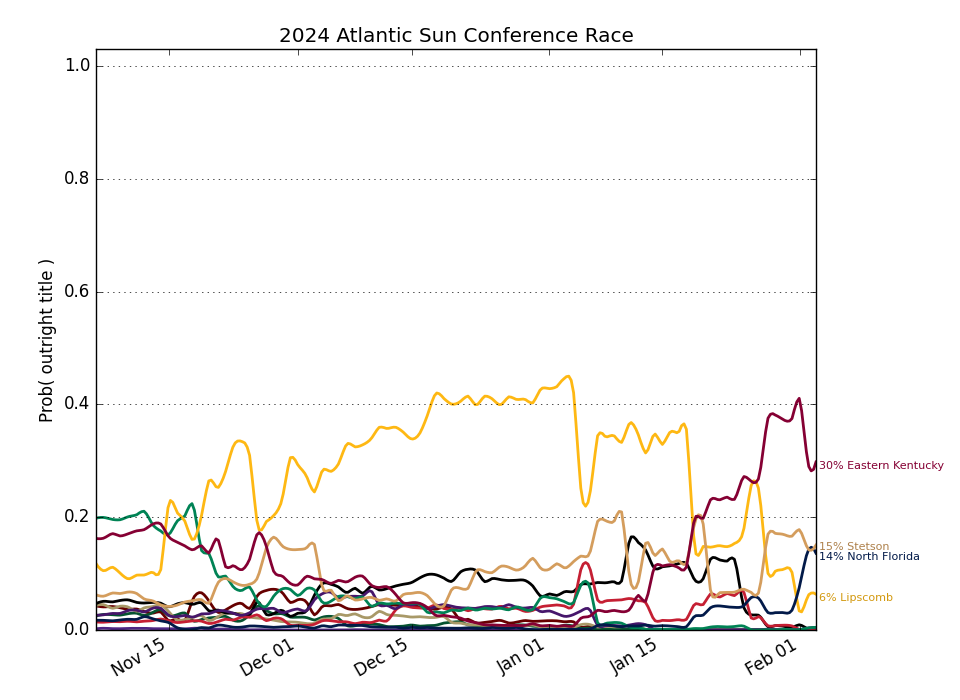 2024 Atlantic Sun Conference Race
Prob( outright title )
1.0
0.8
0.6
0.4
0.2
0.0
30% Eastern Kentucky
15% Stetson
14% North Florida
6% Lipscomb
Nov 15
Dec 01
Dec 15
Jan 01
Jan 15
Feb 01